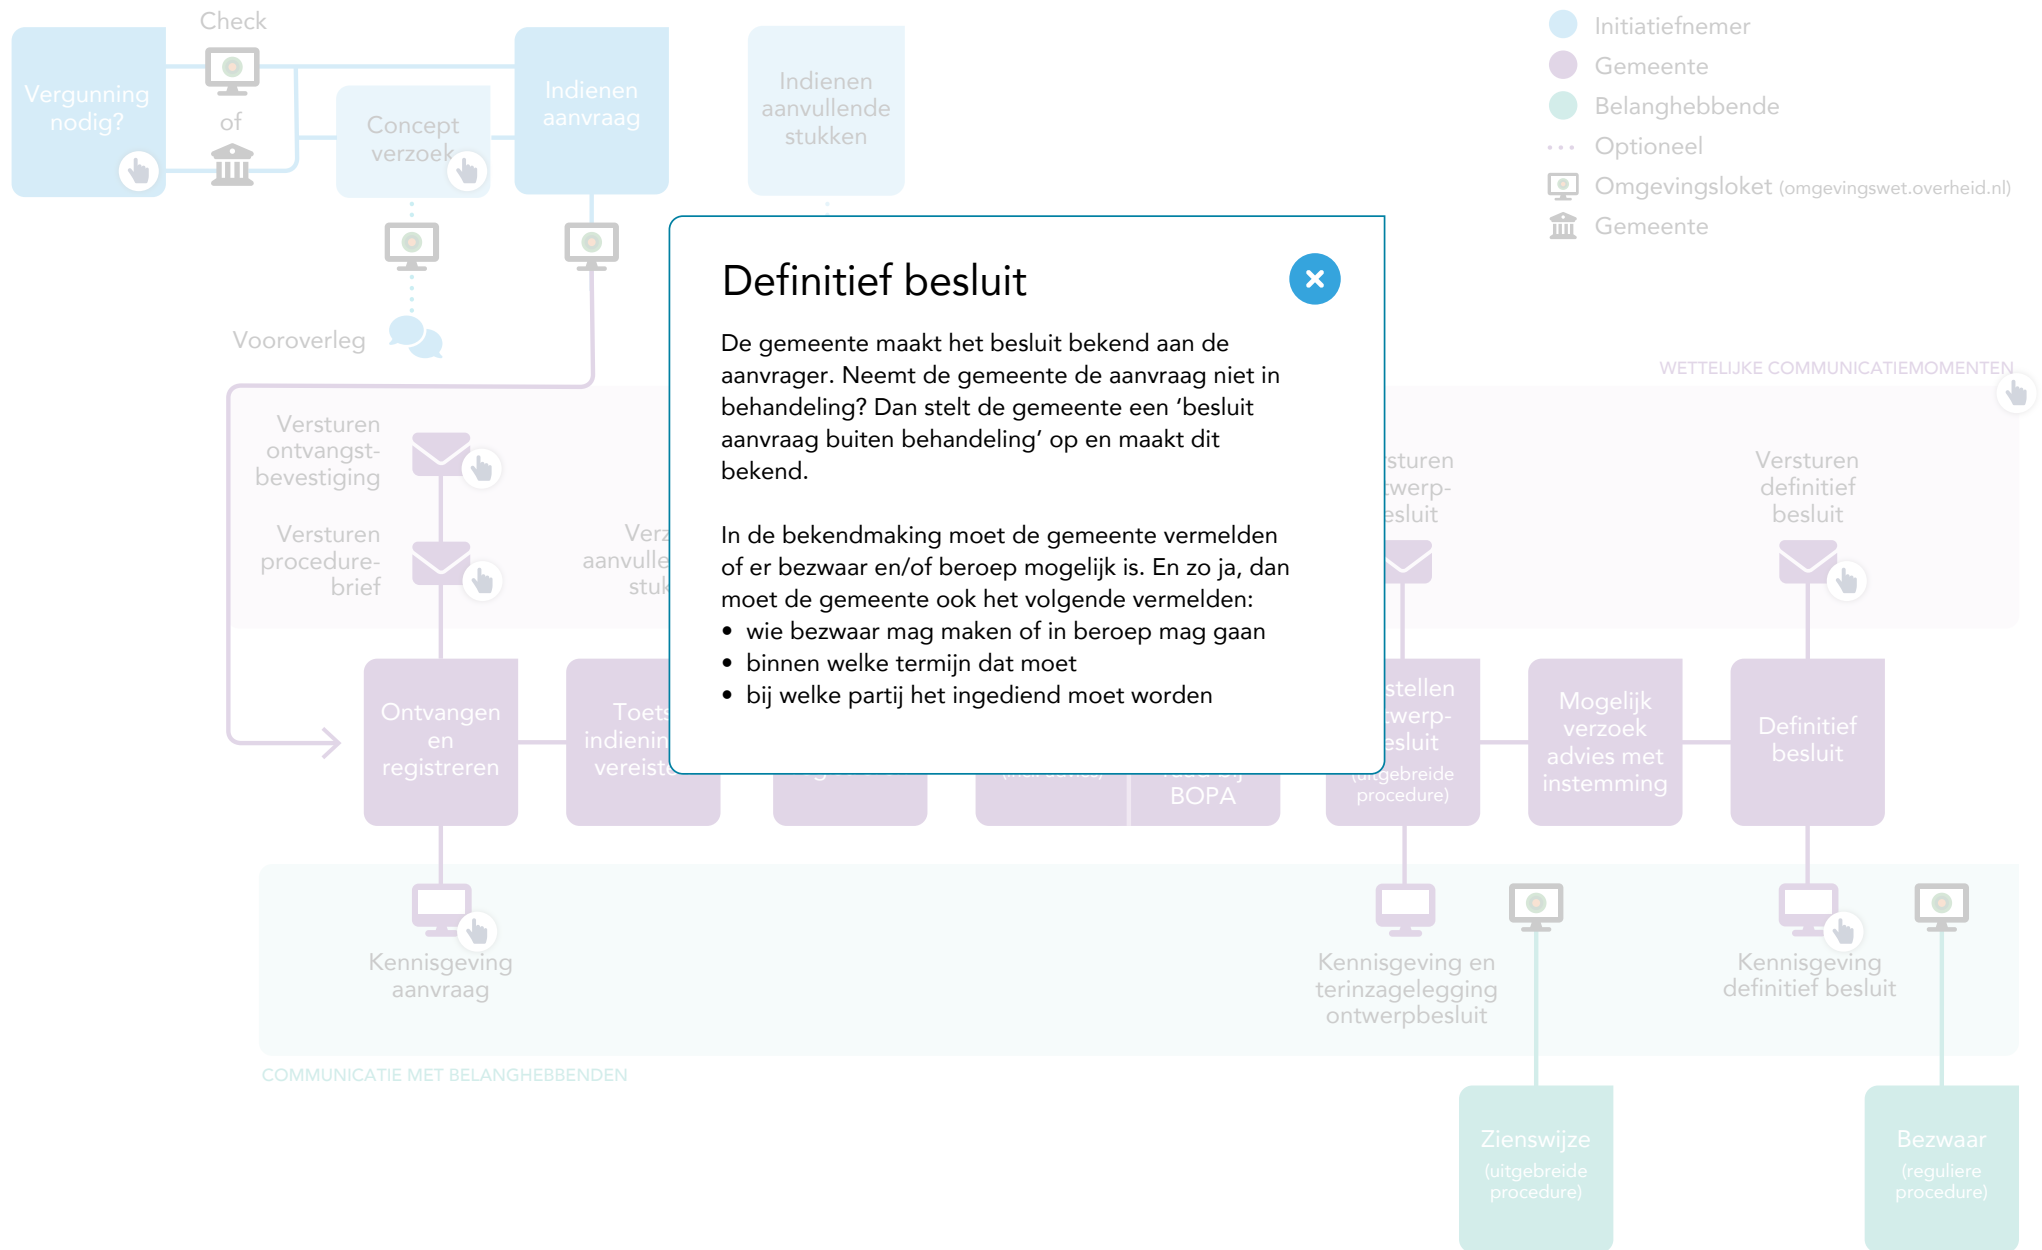 Check
Vergunning
nodig?
of
Concept
verzoek
Indienen
aanvraag
Indienen
aanvullende
stukken
Initiatiefnemer
Gemeente
Belanghebbende
Optioneel
Omgevingsloket (omgevingswet.overheid.nl)
Gemeente
Vooroverleg
WETTELIJKE COMMUNICATIEMOMENTEN
Definitief besluit
De gemeente maakt het besluit bekend aan de
aanvrager. Neemt de gemeente de aanvraag niet in
behandeling? Dan stelt de gemeente een ‘besluit
aanvraag buiten behandeling’ op en maakt dit
bekend.
In de bekendmaking moet de gemeente vermelden
of er bezwaar en/of beroep mogelijk is. En zo ja, dan
moet de gemeente ook het volgende vermelden:
• wie bezwaar mag maken of in beroep mag gaan
• binnen welke termijn dat moet
• bij welke partij het ingediend moet worden
Versturen
ontvangst-
bevestiging
Versturen
procedure-
brief
Versturen
definitief
besluit
Ontvangen
en
registreren
BOPA
(uitgebreide
procedure)
Mogelijk
verzoek
advies met
instemming
Definitief
besluit
Kennisgeving
aanvraag
Kennisgeving en
terinzagelegging
ontwerpbesluit
Kennisgeving
definitief besluit
COMMUNICATIE MET BELANGHEBBENDEN
Zienswijze
(uitgebreide
procedure)
Bezwaar
(reguliere
procedure)